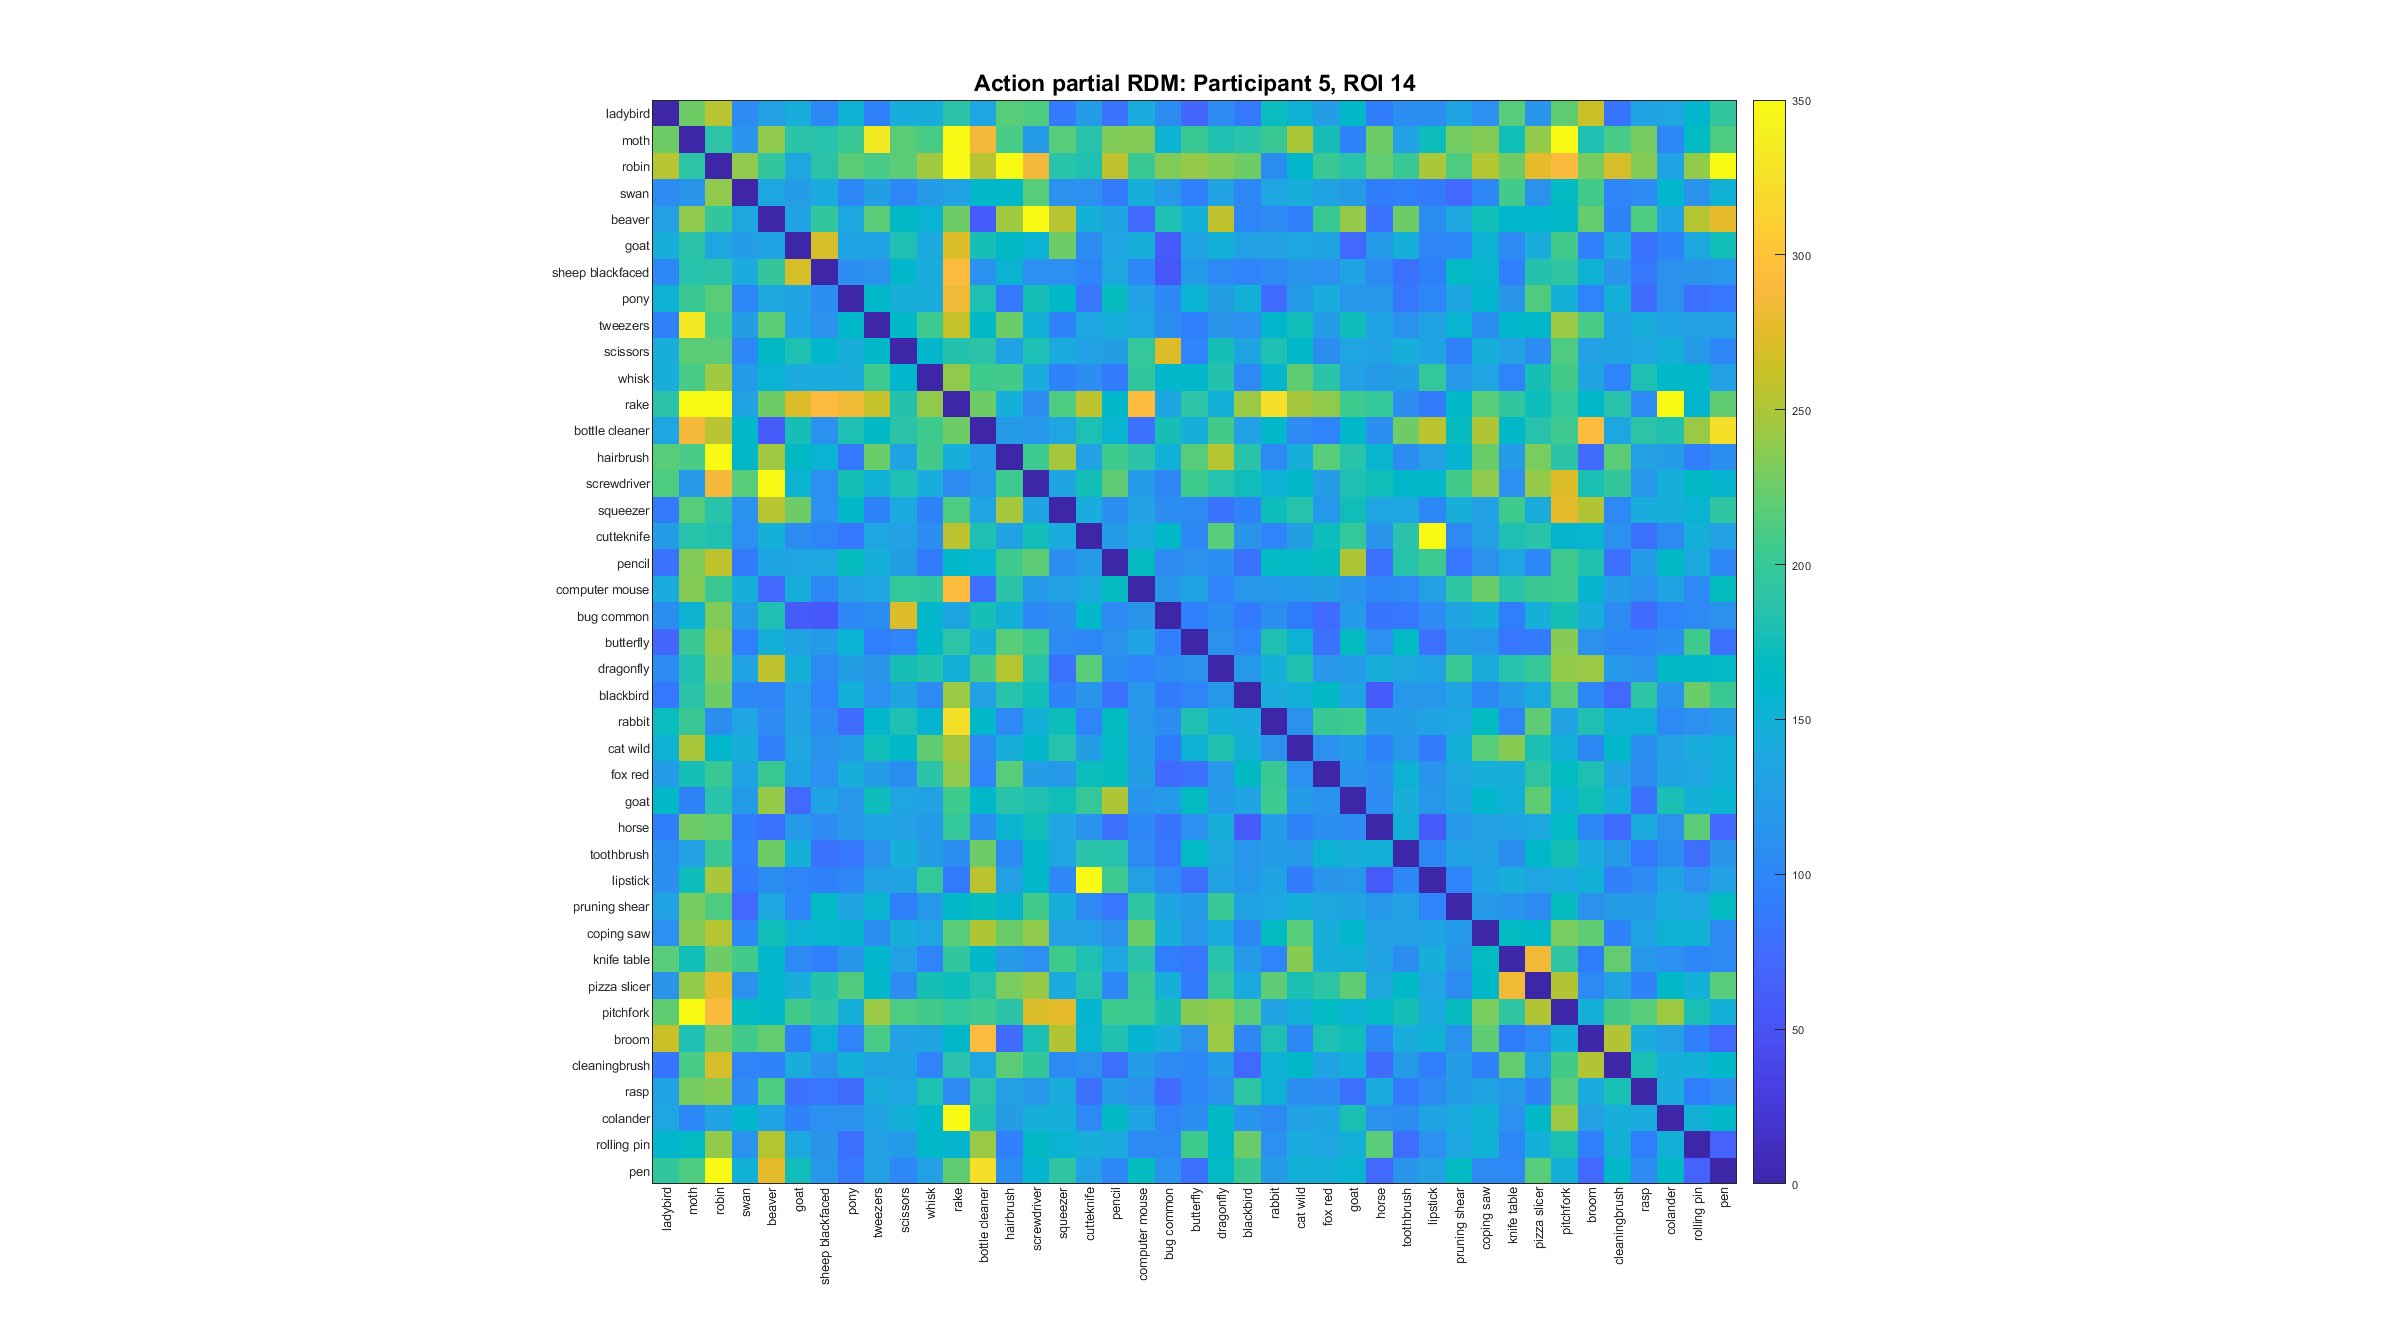 Action partial RDM: Participant 5, ROI 14
ladybird
moth
robin
swan
beaver
goat
sheep blackfaced
pony
tweezers
scissors
whisk
rake
bottle cleaner
hairbrush
screwdriver
squeezer
cutteknife
pencil
computer mouse
bug common
butterfly
dragonfly
blackbird
rabbit
cat wild
fox red
goat
horse
toothbrush
lipstick
pruning shear
coping saw
knife table
pizza slicer
pitchfork
broom
cleaningbrush
rasp
colander
rolling pin
pen
ladybird
moth
robin
swan
beaver
goat
sheep blackfaced
pony
tweezers
scissors
whisk
rake
bottle cleaner
hairbrush
screwdriver
squeezer
cutteknife
pencil
computer mouse
bug common
butterfly
dragonfly
blackbird
rabbit
cat wild
fox red
goat
horse
toothbrush
lipstick
pruning shear
coping saw
knife table
pizza slicer
pitchfork
broom
cleaningbrush
rasp
colander
rolling pin
pen
350
300
250
200
150
100
50
0